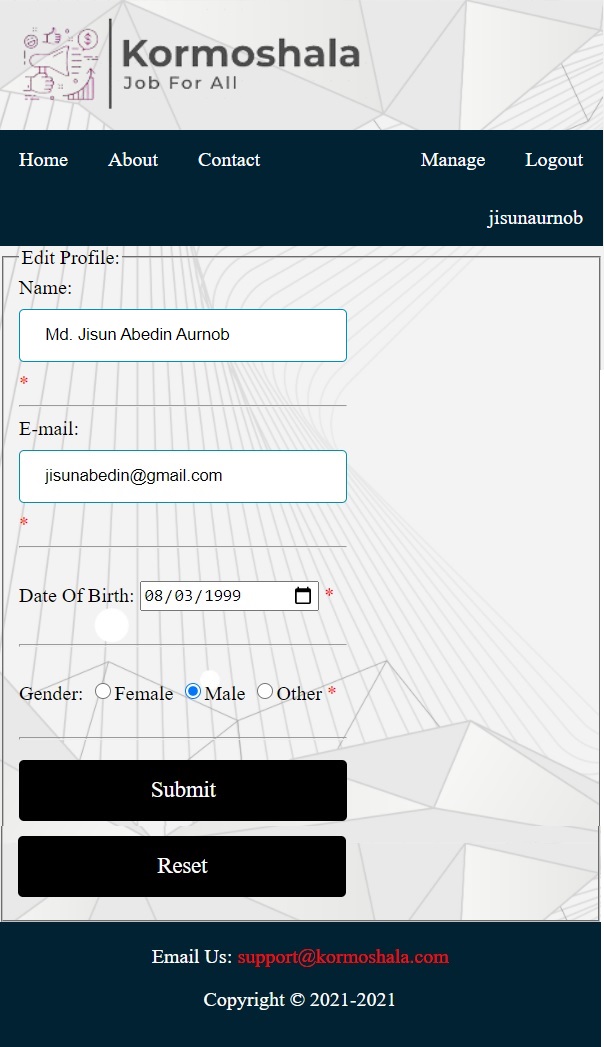 Kormoshala
Job For All
Home About Contact Manage Logout
jisunaurnob
Edit Profile:
Name:
Md. Jisun Abedin Aurnob
*
E-mail:
jisunabedin@gmail.com
*
Date Of Birth: 08/03/1999 *
Gender: Female Male Other *
Submit
Reset
Email Us: support@kormoshala.com
Copyright © 2021-2021